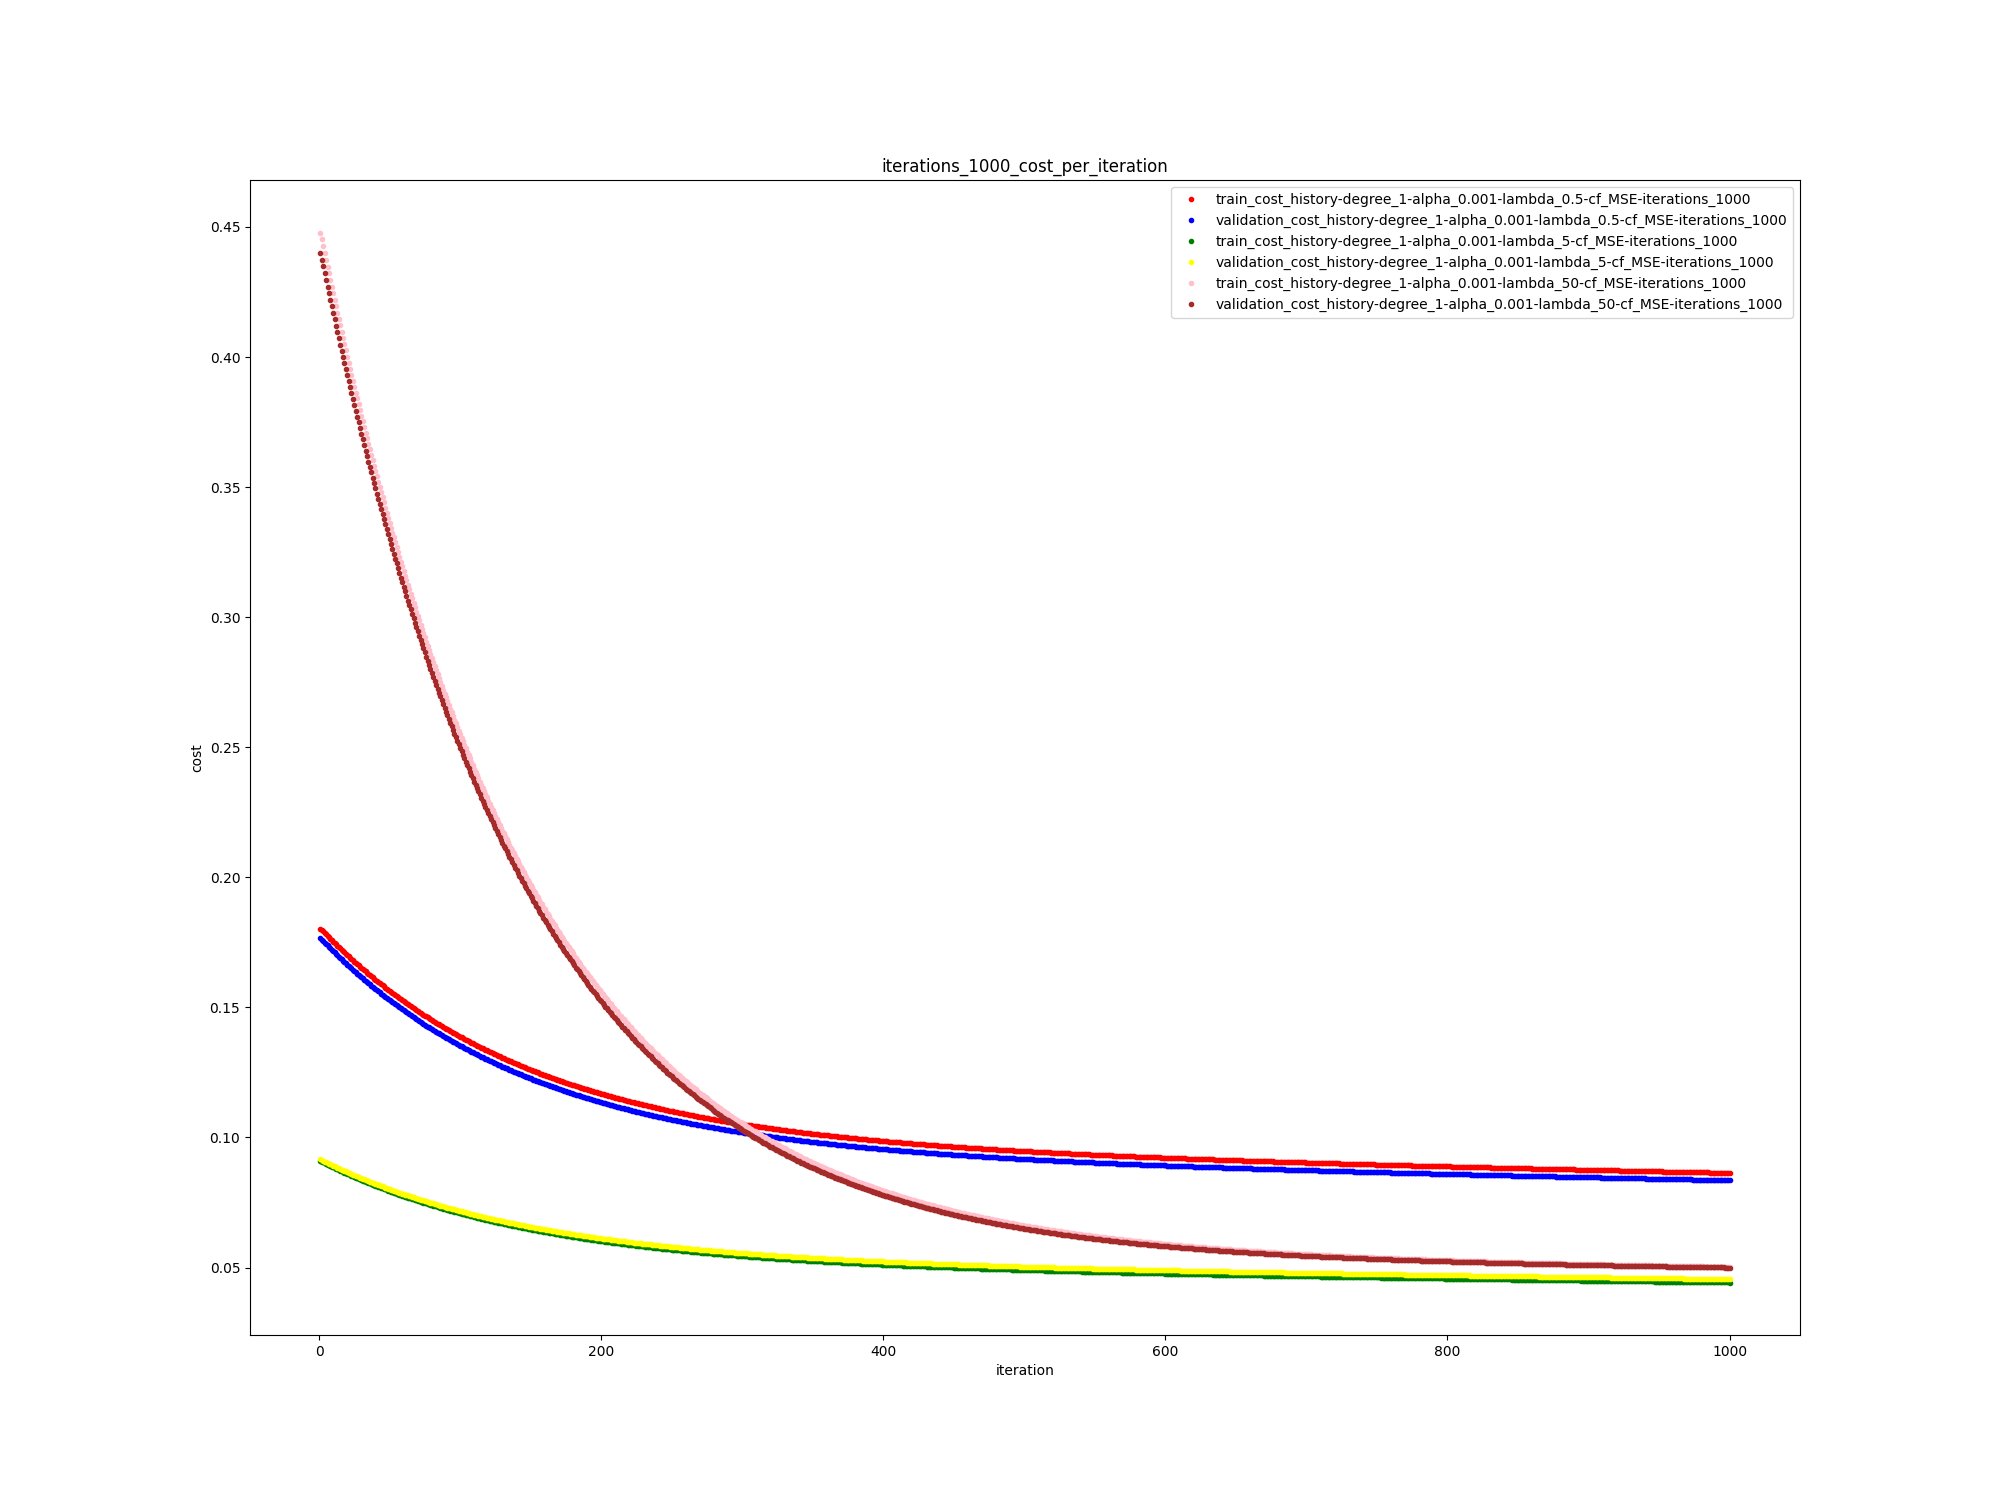 iterations_1000_cost_per_iteration
train_cost_history-degree_1-alpha_0.001-lambda_0.5-cf_MSE-iterations_1000
validation_cost_history-degree_1-alpha_0.001-lambda_0.5-cf_MSE-iterations_1000
train_cost_history-degree_1-alpha_0.001-lambda_5-cf_MSE-iterations_1000
validation_cost_history-degree_1-alpha_0.001-lambda_5-cf_MSE-iterations_1000
train_cost_history-degree_1-alpha_0.001-lambda_50-cf_MSE-iterations_1000
validation_cost_history-degree_1-alpha_0.001-lambda_50-cf_MSE-iterations_1000
0.45
0.40
0.35
0.30
0.25
0.20
0.15
0.10
0.05
cost
0 200 400 600 800 1000
iteration